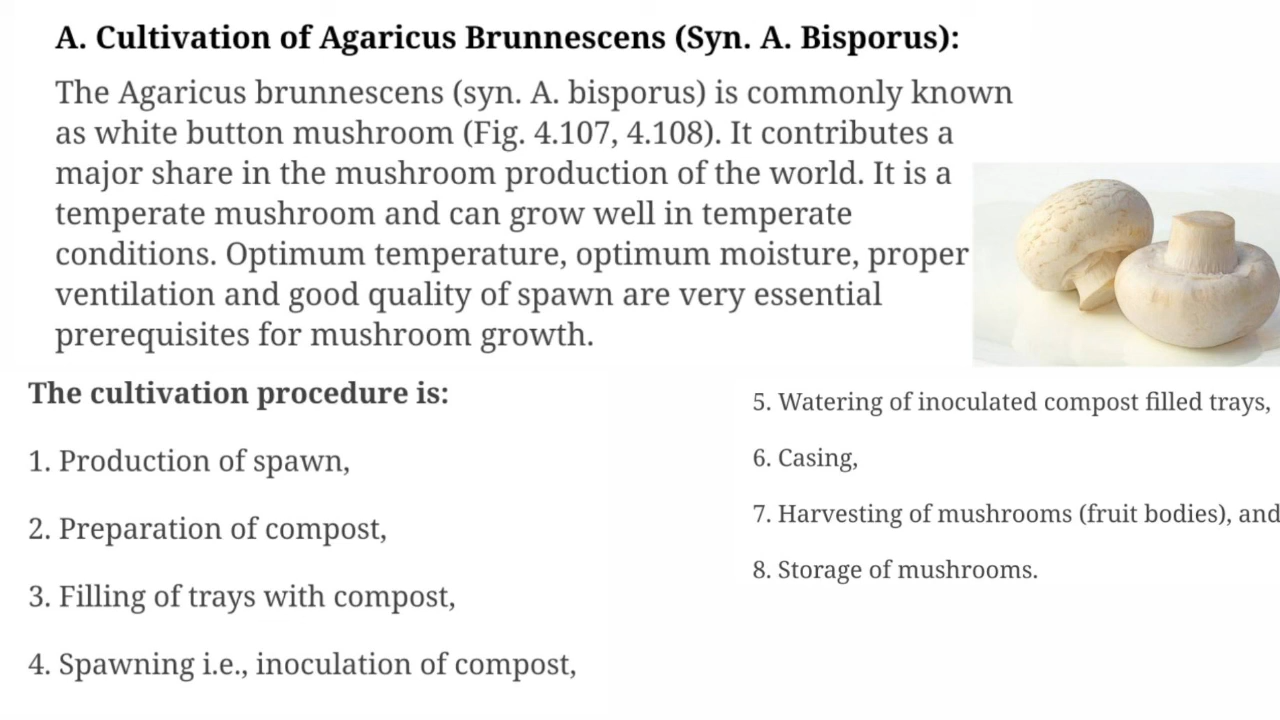 A. Cultivation of Agaricus Brunnescens (Syn. A. Bisporus):
The Agaricus brunnescens (syn. A. bisporus) is commonly known
as white button mushroom (Fig. 4.107, 4.108). It contributes a
major share in the mushroom production of the world. It is a
temperate mushroom and can grow well in temperate
conditions. Optimum temperature, optimum moisture, proper
ventilation and good quality of spawn are very essential
prerequisites for mushroom growth.
The cultivation procedure is:
1. Production of spawn,
2. Preparation of compost,
3. Filling of trays with compost,
4. Spawning i.e., inoculation of compost,
5. Watering of inoculated compost filled trays,
6. Casing,
7. Harvesting of mushrooms (fruit bodies), and
8. Storage of mushrooms.